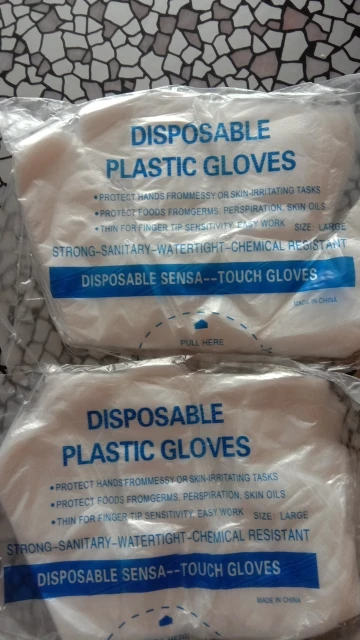 DISPOSABLE
PLASTIC GLOVES
• PROTECT HANDS FROMMESSY OR SKIN-IRRITATING TASKS
• PROTECT FOODS FROMGERMS, PERSPIRATION, SKIN OILS
• THIN FOR FINGER TIP SENSITIVITY, EASY WORK SIZE: LARGE
STRONG-SANITARY-WATERTIGHT-CHEMICAL RESISTANT
DISPOSABLE SENSA--TOUCH GLOVES
MADE IN CHINA
PULL HERE
DISPOSABLE
PLASTIC GLOVES
• PROTECT HANDS FROMMESSY OR SKIN-IRRITATING TASKS
• PROTECT FOODS FROMGERMS, PERSPIRATION, SKIN OILS
• THIN FOR FINGER TIP SENSITIVITY, EASY WORK SIZE: LARGE
STRONG-SANITARY-WATERTIGHT-CHEMICAL RESISTANT
DISPOSABLE SENSA--TOUCH GLOVES
MADE IN CHINA